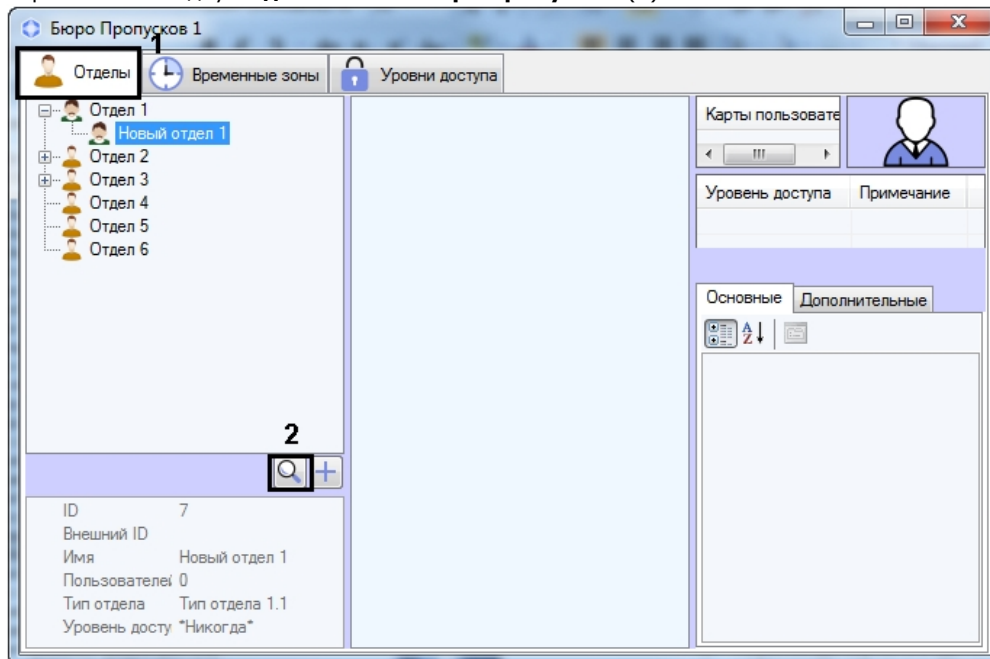 Бюро Пропусков 1
1
Отделы
Временные зоны
Уровни доступа
Отдел 1
Новый отдел 1
Отдел 2
Отдел 3
Отдел 4
Отдел 5
Отдел 6
2
ID 7
Внешний ID
Имя Новый отдел 1
Пользователей 0
Тип отдела Тип отдела 1.1
Уровень досту *Никогда*
Карты пользовате
Уровень доступа Примечание
Основные Дополнительные